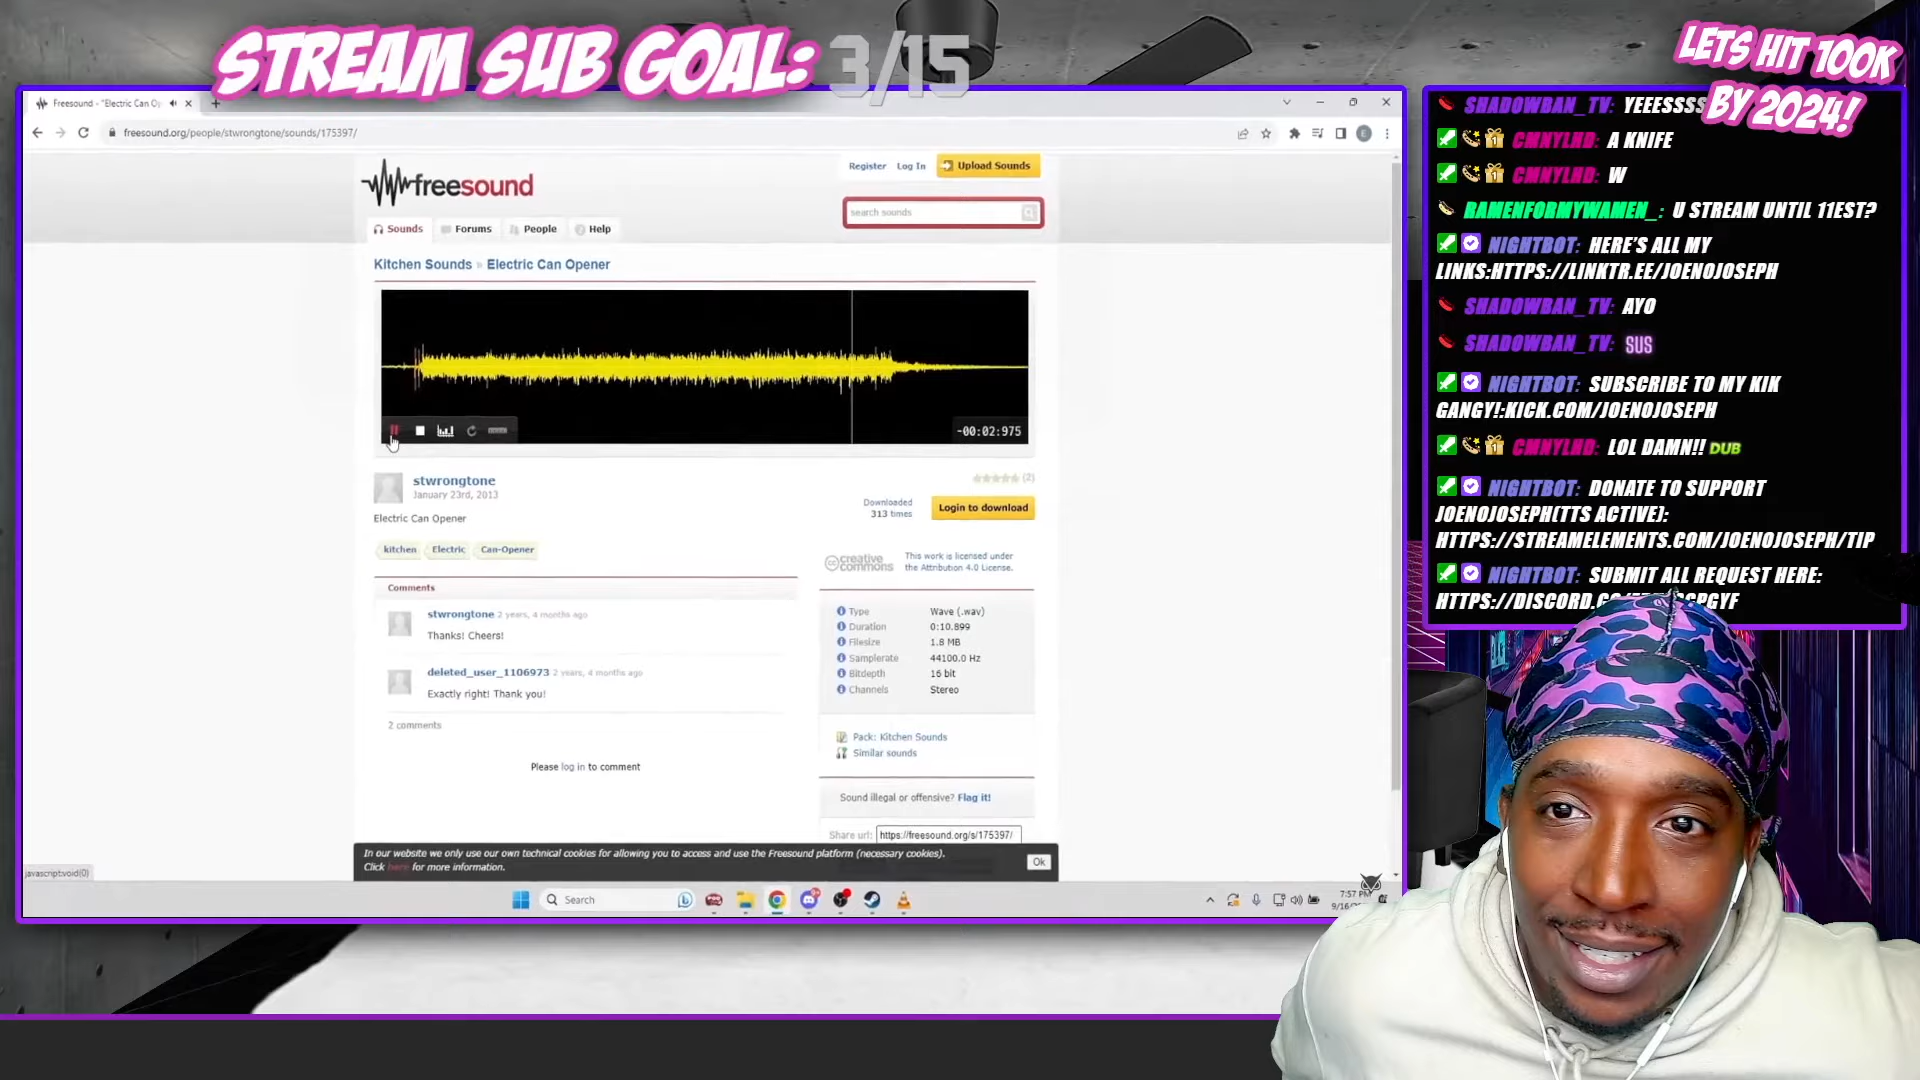 STREAM SUB GOAL: 3/15
LETS HIT 100K
BY 2024!
Freesound - "Electric Can O
freesound.org/people/stwrongtone/sounds/175397/
freesound
Register Log In Upload Sounds
search sounds
Sounds Forums People Help
Kitchen Sounds » Electric Can Opener
-00:02:975
stwrongtone
January 23rd, 2013
(2)
Downloaded
313 times
Login to download
Electric Can Opener
kitchen Electric Can-Opener
creative
commons
This work is licensed under
the Attribution 4.0 License.
Comments
stwrongtone 2 years, 4 months ago
Thanks! Cheers!
deleted_user_1106973 2 years, 4 months ago
Exactly right! Thank you!
2 comments
Please log in to comment
Type Wave (.wav)
Duration 0:10.899
Filesize 1.8 MB
Samplerate 44100.0 Hz
Bitdepth 16 bit
Channels Stereo
Pack: Kitchen Sounds
Similar sounds
Sound illegal or offensive? Flag it!
Share url: https://freesound.org/s/175397/
In our website we only use our own technical cookies for allowing you to access and use the Freesound platform (necessary cookies).
Click here for more information.
Ok
javascript:void(0)
Search
7:57 PM
9/16/
SHADOWBAN_TV: YEEESSSS
CMNYLHD: A KNIFE
CMNYLHD: W
RAMENFORMYWAMEN_: U STREAM UNTIL 11EST?
NIGHTBOT: HERE'S ALL MY
LINKS:HTTPS://LINKTR.EE/JOENOJOSEPH
SHADOWBAN_TV: AYO
SHADOWBAN_TV: SUS
NIGHTBOT: SUBSCRIBE TO MY KIK
GANGY!:KICK.COM/JOENOJOSEPH
CMNYLHD: LOL DAMN!! DUB
NIGHTBOT: DONATE TO SUPPORT
JOENOJOSEPH(TTS ACTIVE):
HTTPS://STREAMELEMENTS.COM/JOENOJOSEPH/TIP
NIGHTBOT: SUBMIT ALL REQUEST HERE: